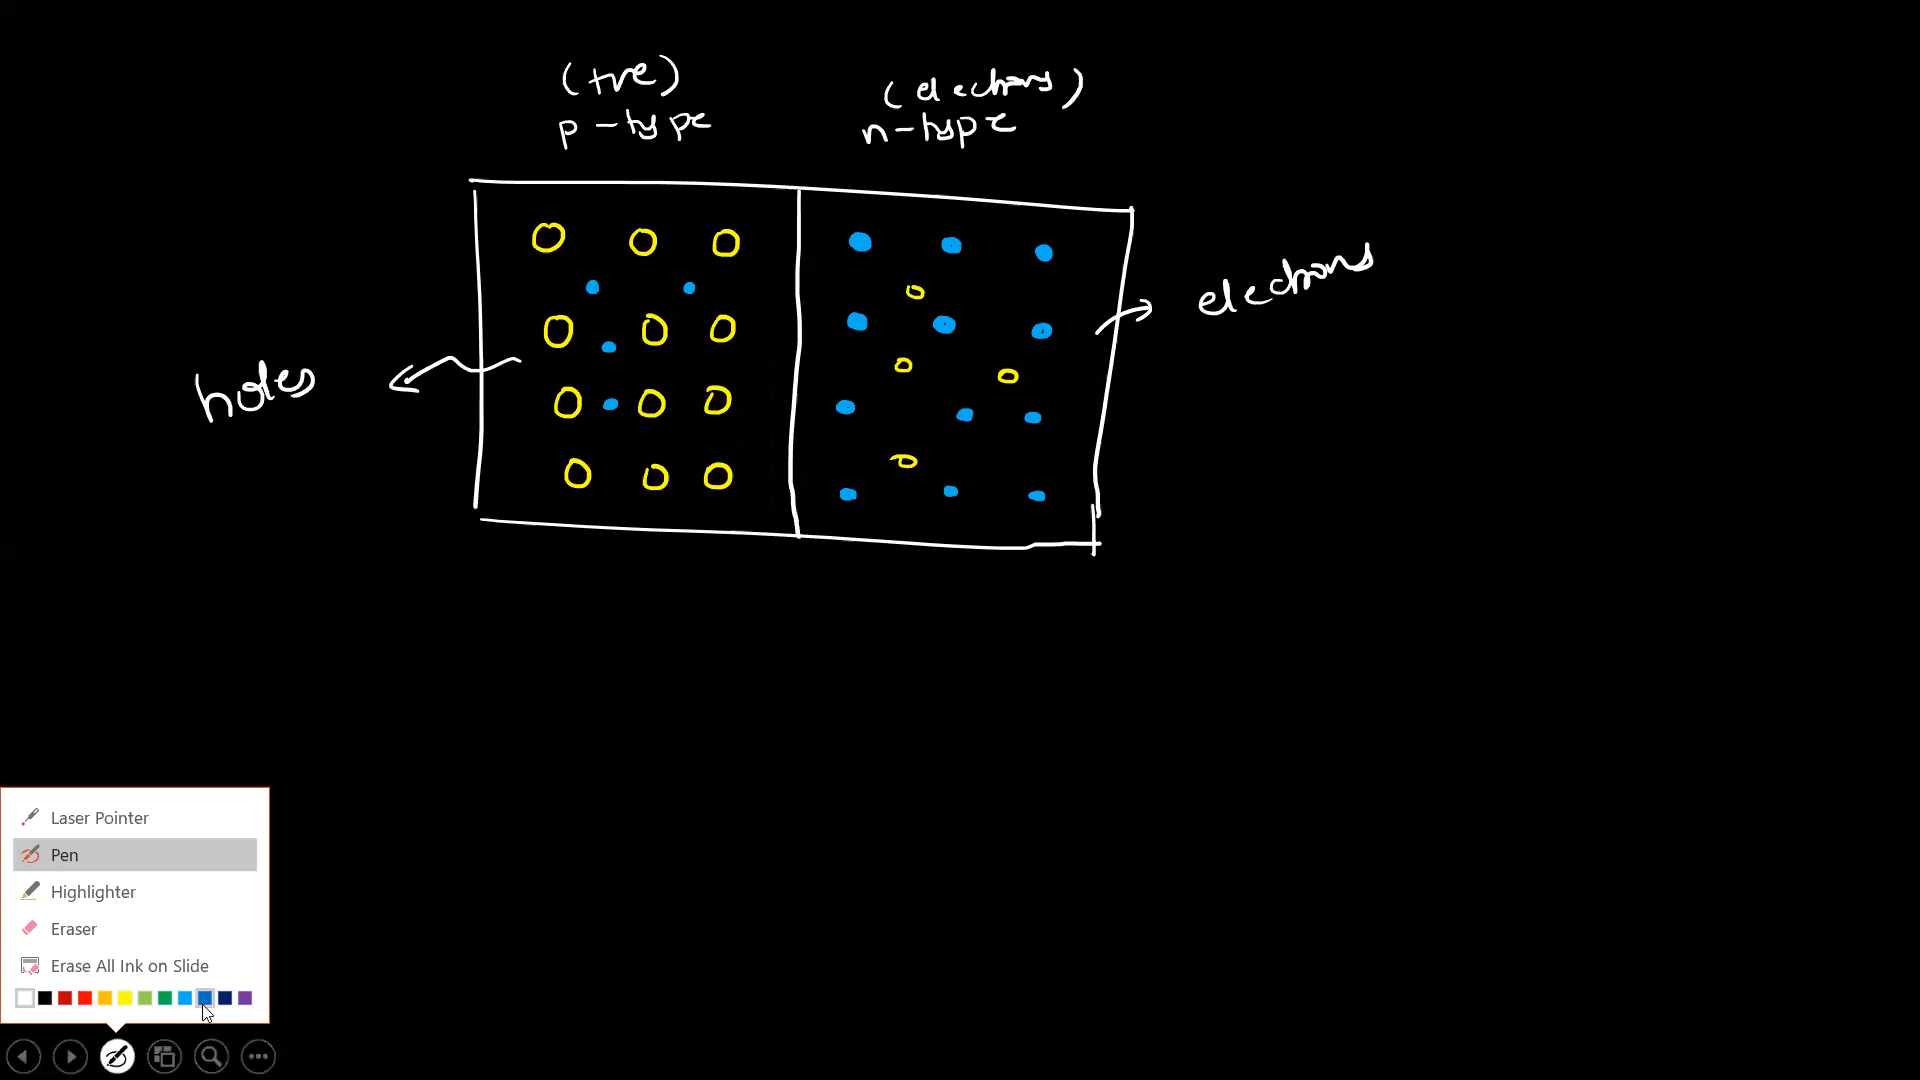 (+ve)
p-type
(electrons)
n-type
electrons
holes
Laser Pointer
Pen
Highlighter
Eraser
Erase All Ink on Slide